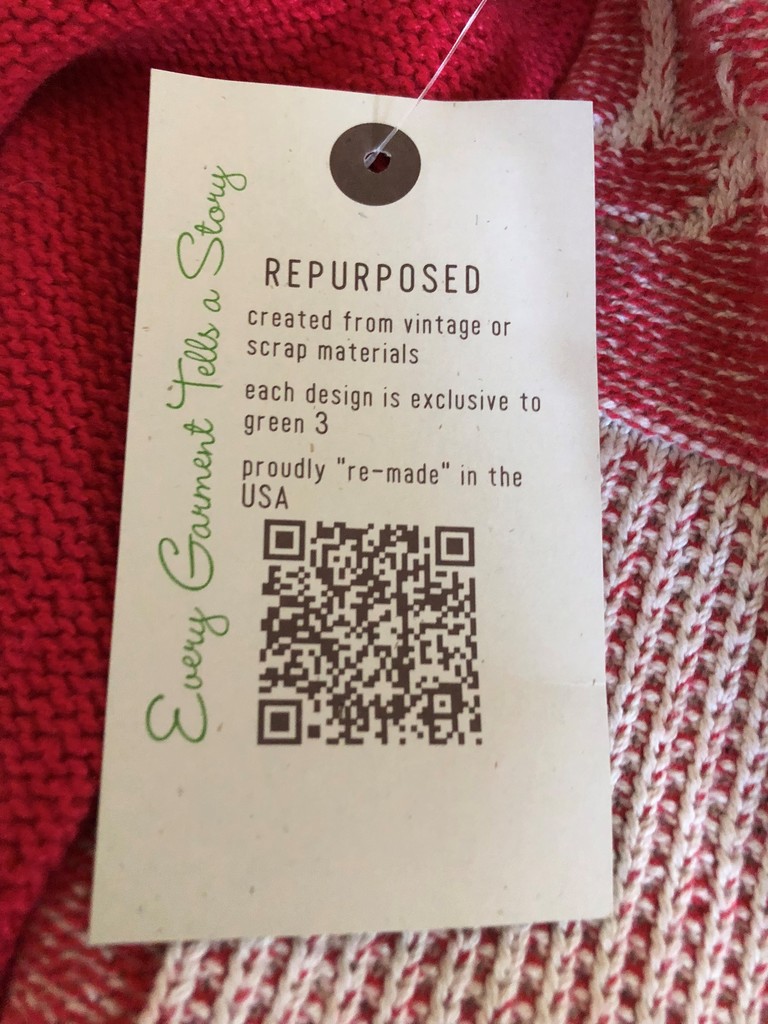 Every Garment Tells a Story
REPURPOSED
created from vintage or
scrap materials
each design is exclusive to
green 3
proudly "re-made" in the
USA